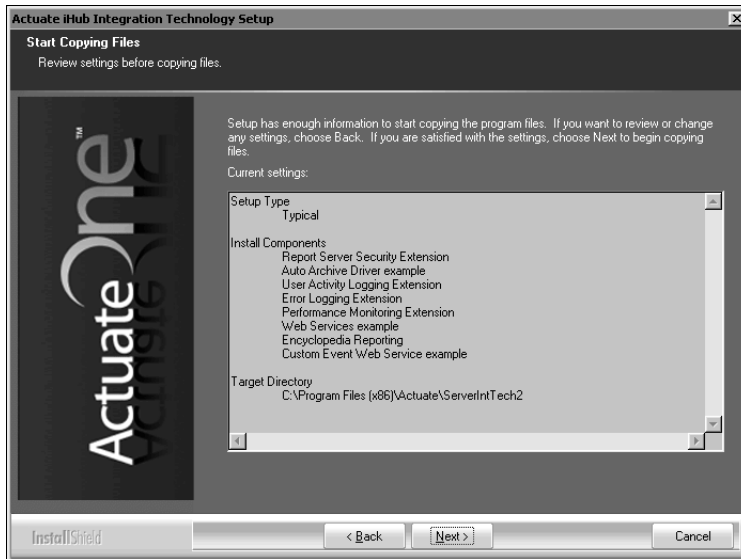 Actuate iHub Integration Technology Setup
Start Copying Files
Review settings before copying files.
Setup has enough information to start copying the program files. If you want to review or change
any settings, choose Back. If you are satisfied with the settings, choose Next to begin copying
files.
Current settings:
Setup Type
Typical
Install Components
Report Server Security Extension
Auto Archive Driver example
User Activity Logging Extension
Error Logging Extension
Performance Monitoring Extension
Web Services example
Encyclopedia Reporting
Custom Event Web Service example
Target Directory
C:\Program Files (x86)\Actuate\ServerIntTech2
ActuateOne™
InstallShield
< Back
Next >
Cancel